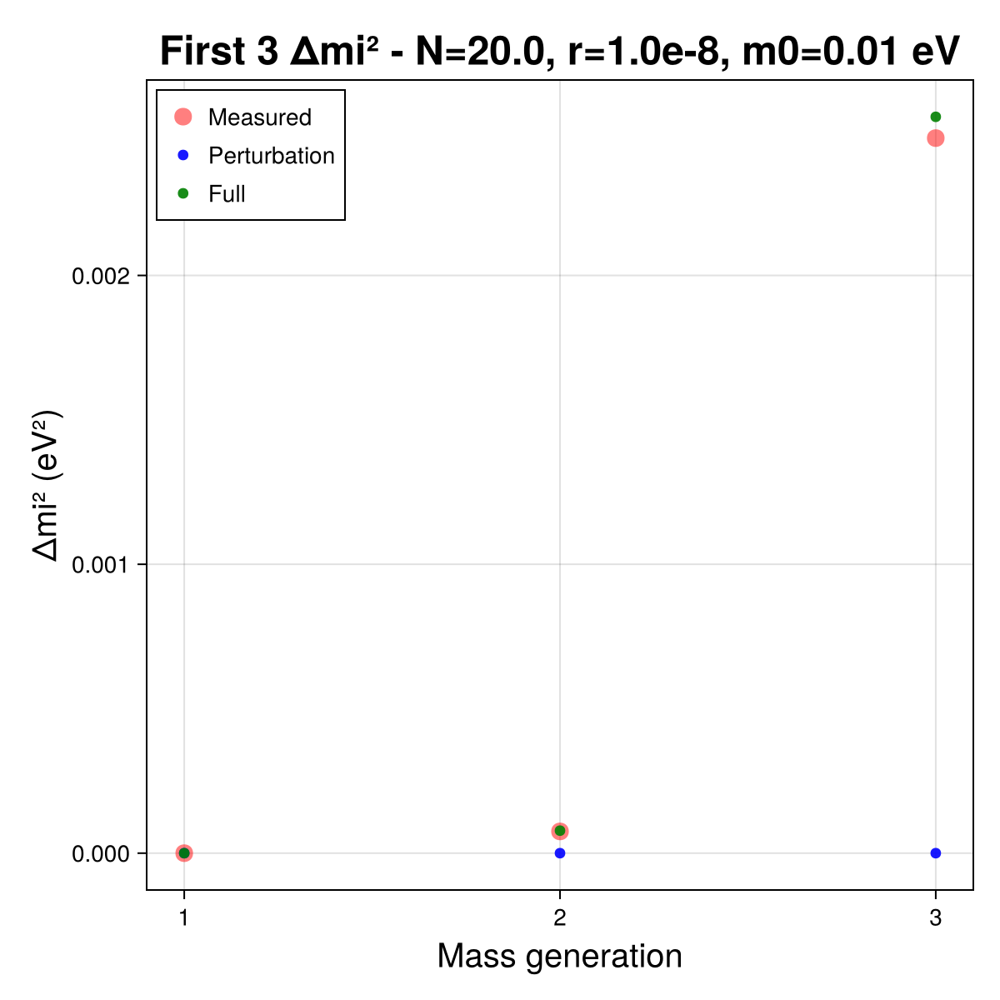 First 3 Δmi² - N=20.0, r=1.0e-8, m0=0.01 eV
Measured
Perturbation
Full
Δmi² (eV²)
0.002
0.001
0.000
1
2
3
Mass generation